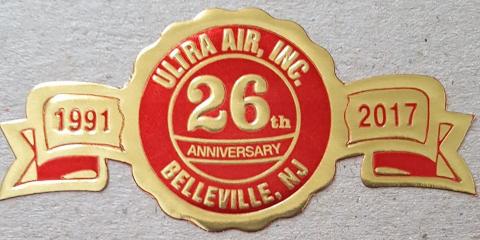 ULTRA AIR, INC.
1991
26th
2017
ANNIVERSARY
BELLEVILLE, NJ